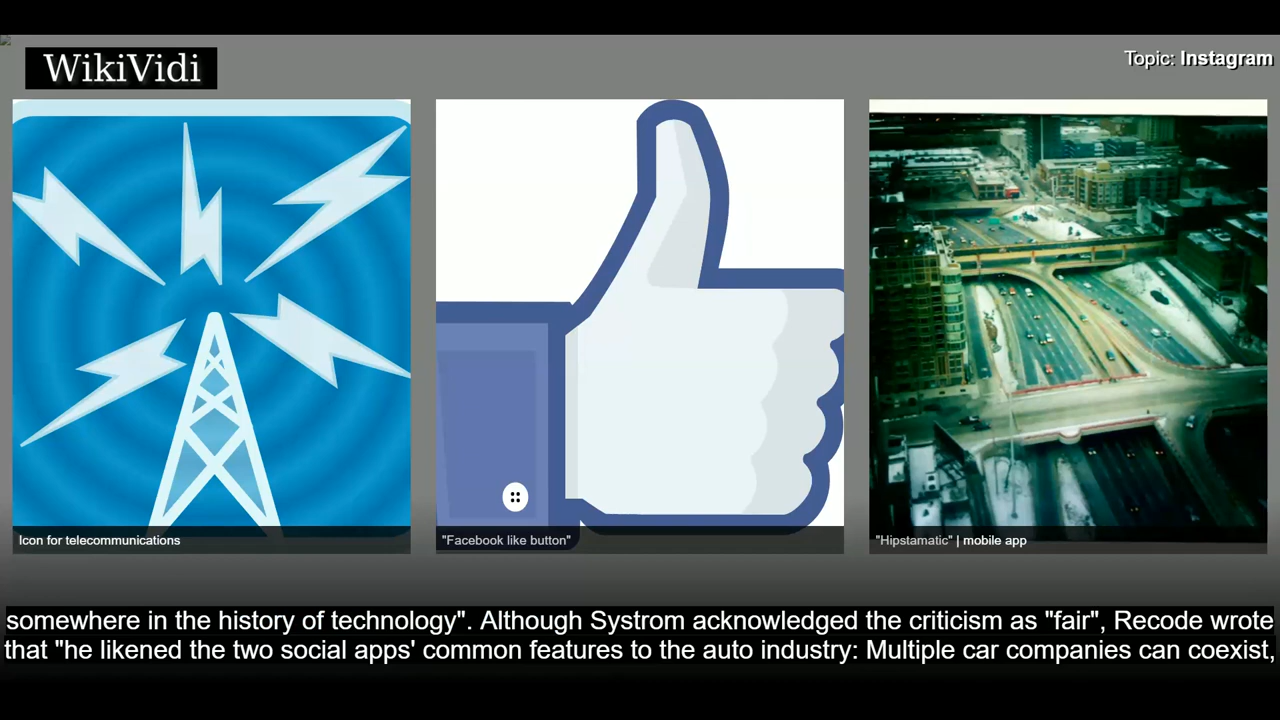 WikiVidi
Topic: Instagram
Icon for telecommunications
"Facebook like button"
"Hipstamatic" | mobile app
somewhere in the history of technology". Although Systrom acknowledged the criticism as "fair", Recode wrote
that "he likened the two social apps' common features to the auto industry: Multiple car companies can coexist,